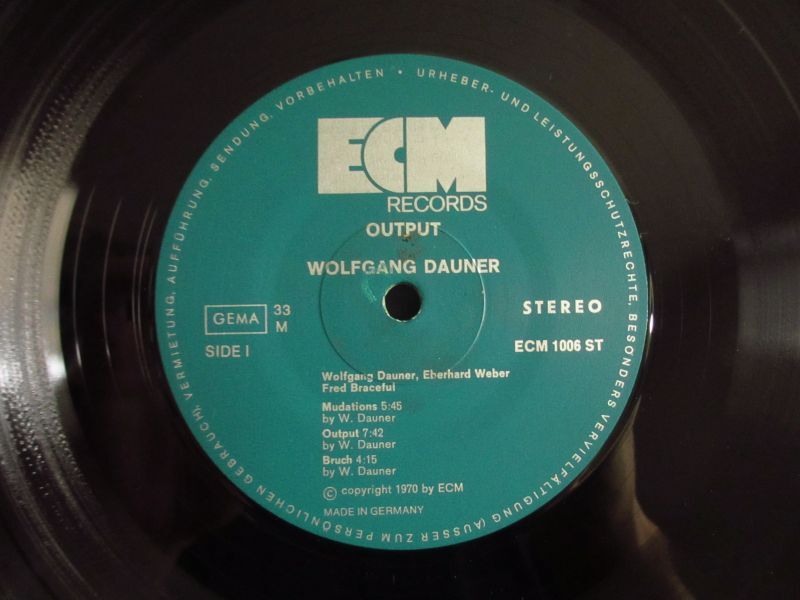 ECM
RECORDS
OUTPUT
WOLFGANG DAUNER
GEMA
33
M
STEREO
SIDE I
ECM 1006 ST
Wolfgang Dauner, Eberhard Weber
Fred Braceful
Mudations 5:45
by W. Dauner
Output 7:42
by W. Dauner
Bruch 4:15
by W. Dauner
© copyright 1970 by ECM
MADE IN GERMANY
URHEBER- UND LEISTUNGSSCHUTZRECHTE, BESONDERS VERVIELFÄLTIGUNG (AUSSER ZUM PERSÖNLICHEN GEBRAUCH), VERMIETUNG, AUFFÜHRUNG, SENDUNG, VORBEHALTEN •